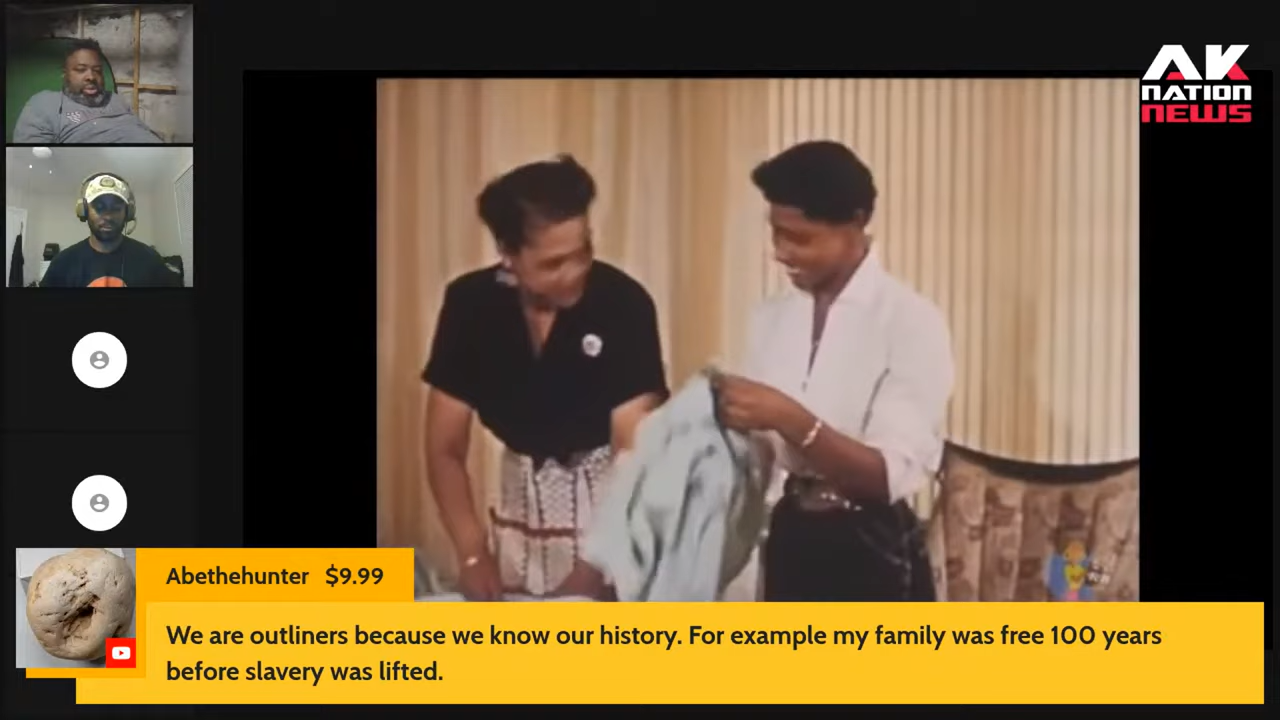 AK
NATION
NEWS
Abethehunter $9.99
We are outliners because we know our history. For example my family was free 100 years
before slavery was lifted.